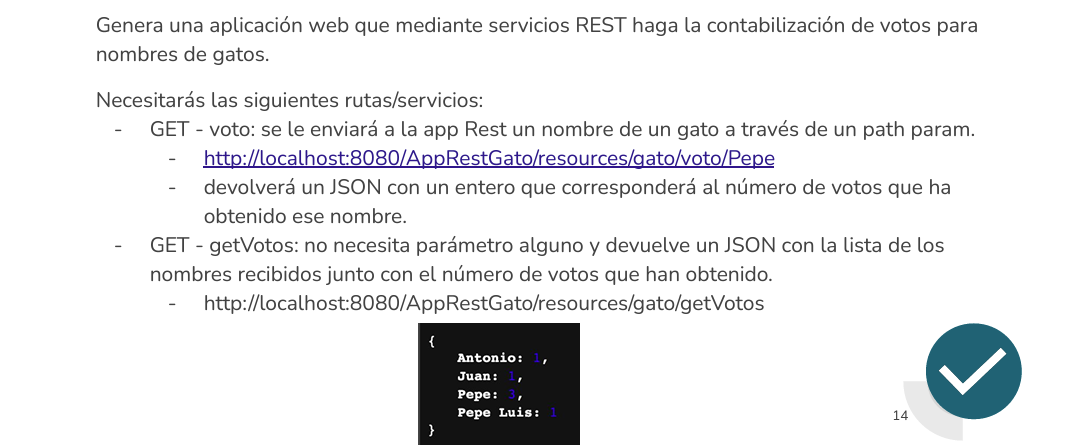 Genera una aplicación web que mediante servicios REST haga la contabilización de votos para
nombres de gatos.
Necesitarás las siguientes rutas/servicios:
- GET - voto: se le enviará a la app Rest un nombre de un gato a través de un path param.
- http://localhost:8080/AppRestGato/resources/gato/voto/Pepe
- devolverá un JSON con un entero que corresponderá al número de votos que ha
obtenido ese nombre.
- GET - getVotos: no necesita parámetro alguno y devuelve un JSON con la lista de los
nombres recibidos junto con el número de votos que han obtenido.
- http://localhost:8080/AppRestGato/resources/gato/getVotos
{
Antonio: 1,
Juan: 1,
Pepe: 3,
Pepe Luis: 1
}
14